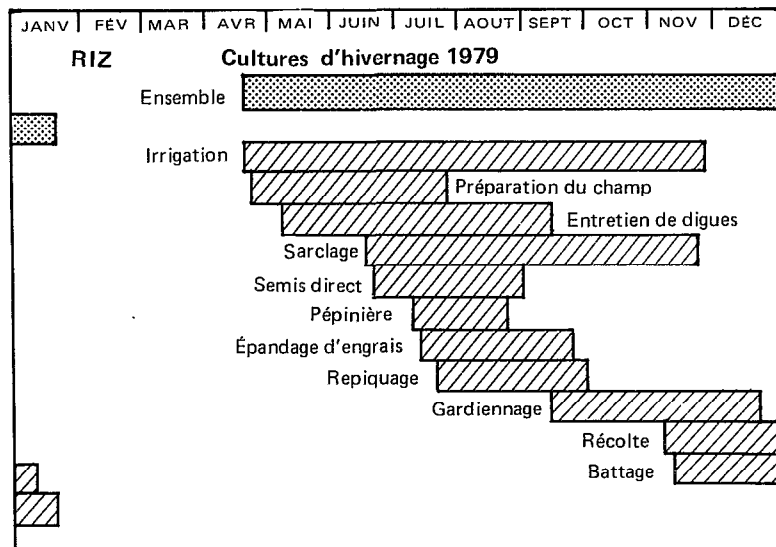 JANV FÉV MAR AVR MAI JUIN JUIL AOUT SEPT OCT NOV DÉC
RIZ Cultures d'hivernage 1979
Ensemble
Irrigation
Préparation du champ
Entretien de digues
Sarclage
Semis direct
Pépinière
Épandage d'engrais
Repiquage
Gardiennage
Récolte
Battage